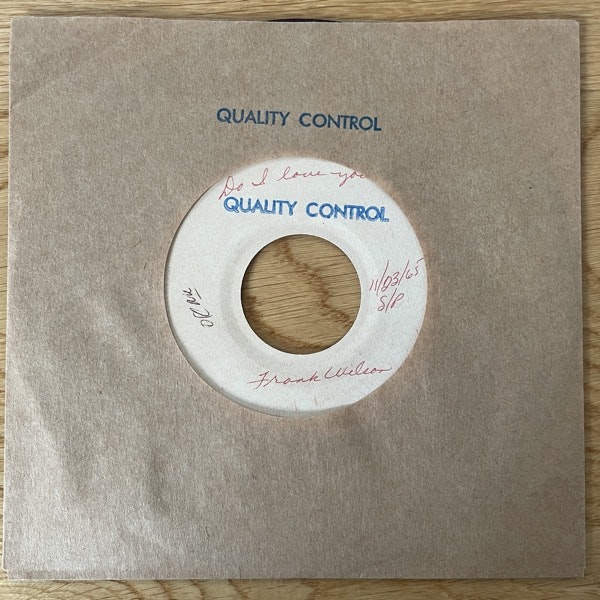 QUALITY CONTROL
Do I love you
QUALITY CONTROL
11/03/65
S/P
Frank Wilson